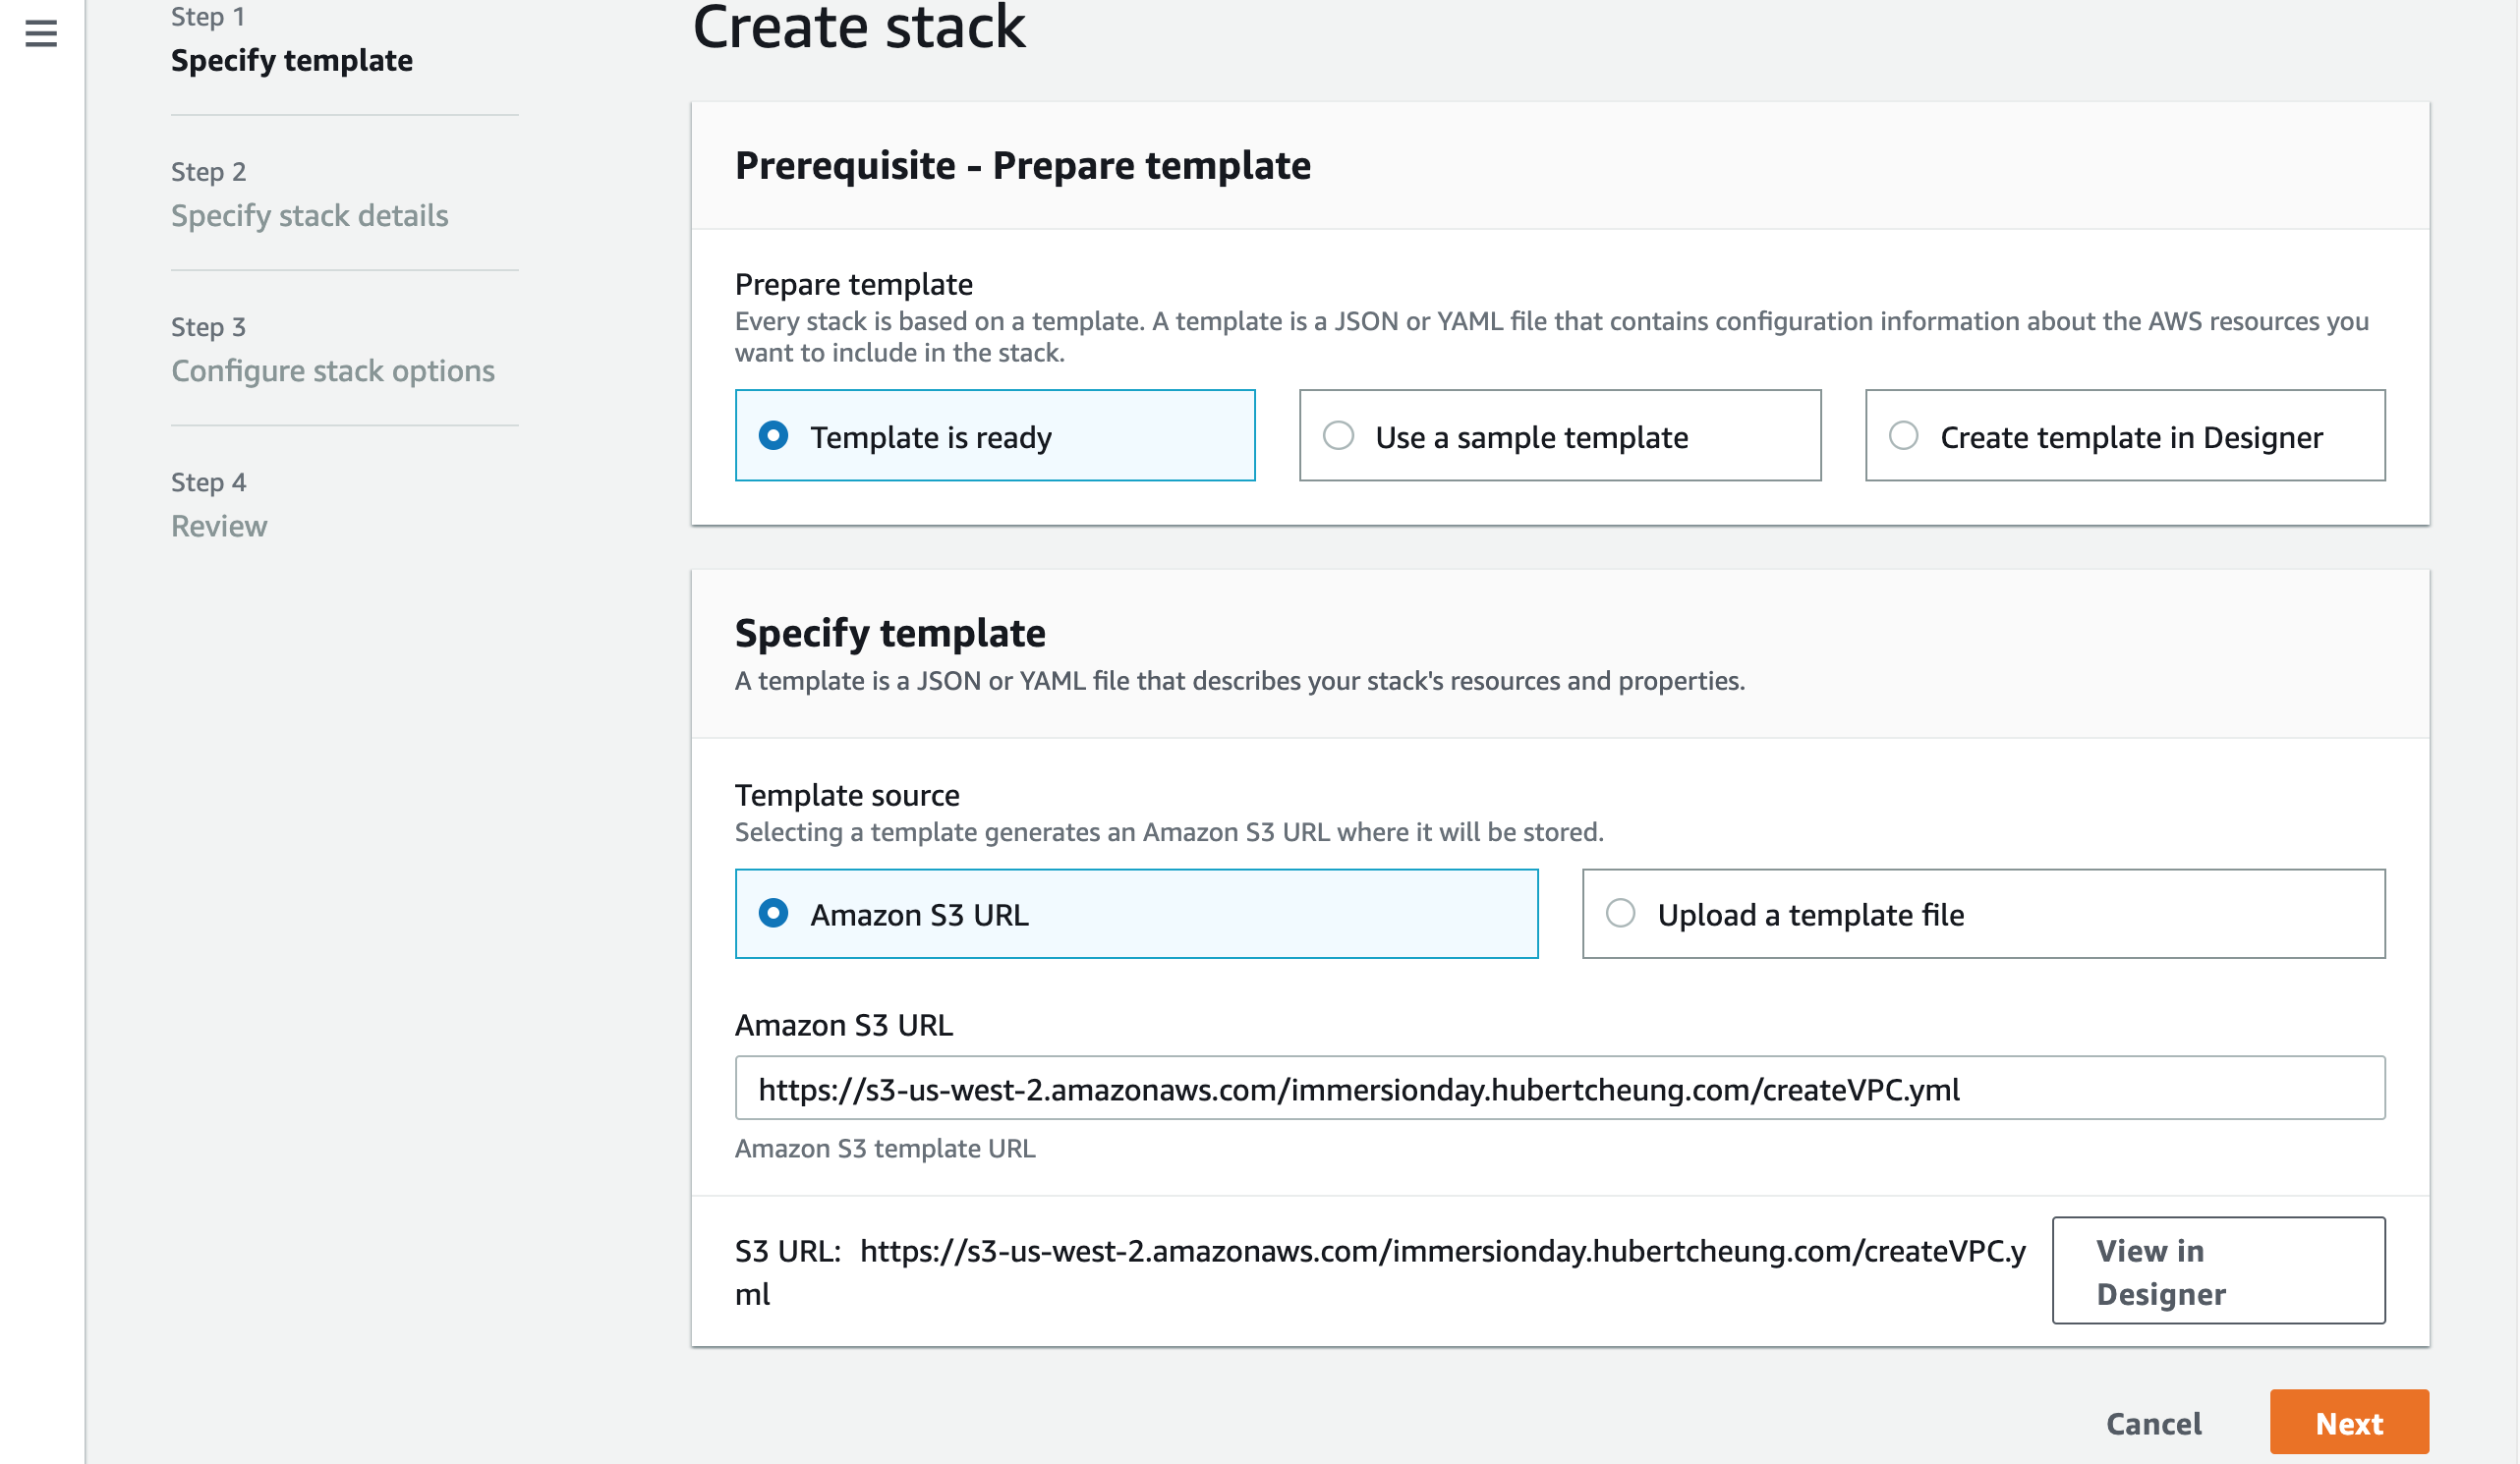 Step 1
Specify template
Step 2
Specify stack details
Step 3
Configure stack options
Step 4
Review
Create stack
Prerequisite - Prepare template
Prepare template
Every stack is based on a template. A template is a JSON or YAML file that contains configuration information about the AWS resources you
want to include in the stack.
Template is ready
Use a sample template
Create template in Designer
Specify template
A template is a JSON or YAML file that describes your stack's resources and properties.
Template source
Selecting a template generates an Amazon S3 URL where it will be stored.
Amazon S3 URL
Upload a template file
Amazon S3 URL
https://s3-us-west-2.amazonaws.com/immersionday.hubertcheung.com/createVPC.yml
Amazon S3 template URL
S3 URL: https://s3-us-west-2.amazonaws.com/immersionday.hubertcheung.com/createVPC.y
ml
View in
Designer
Cancel
Next